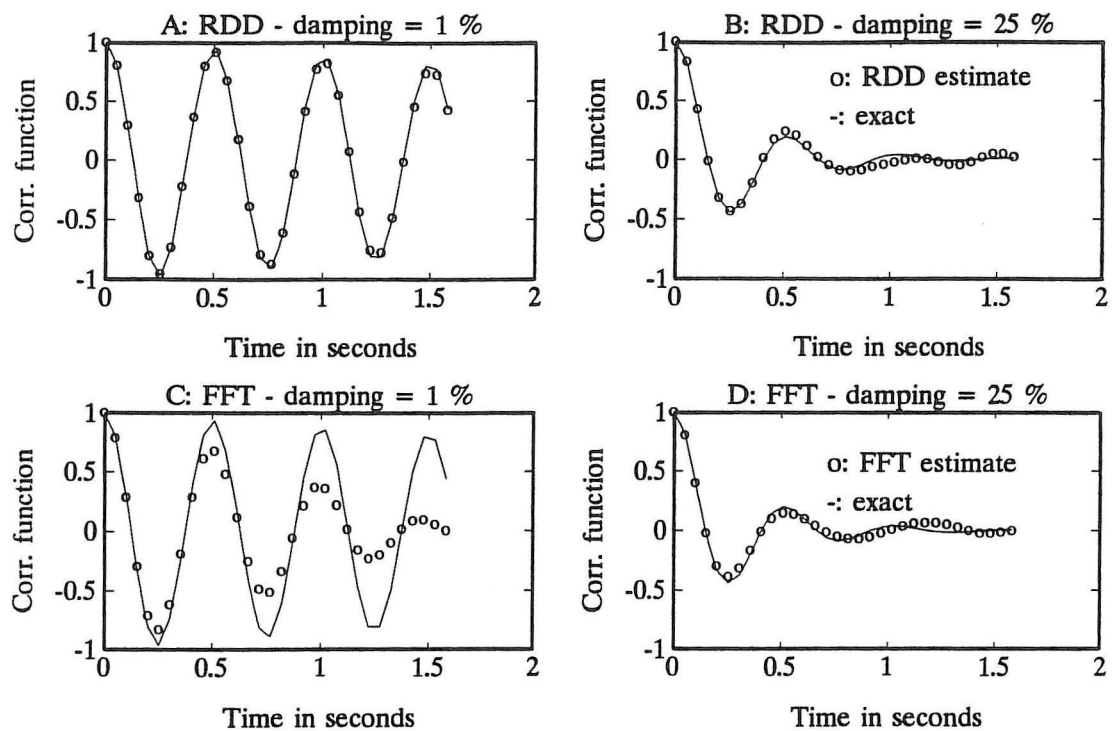 A: RDD - damping = 1 %
1
0.5
0
-0.5
-1
Corr. function
0
0.5
1
1.5
2
Time in seconds
B: RDD - damping = 25 %
1
0.5
0
-0.5
-1
Corr. function
o: RDD estimate
-: exact
0
0.5
1
1.5
2
Time in seconds
C: FFT - damping = 1 %
1
0.5
0
-0.5
-1
Corr. function
0
0.5
1
1.5
2
Time in seconds
D: FFT - damping = 25 %
1
0.5
0
-0.5
-1
Corr. function
o: FFT estimate
-: exact
0
0.5
1
1.5
2
Time in seconds